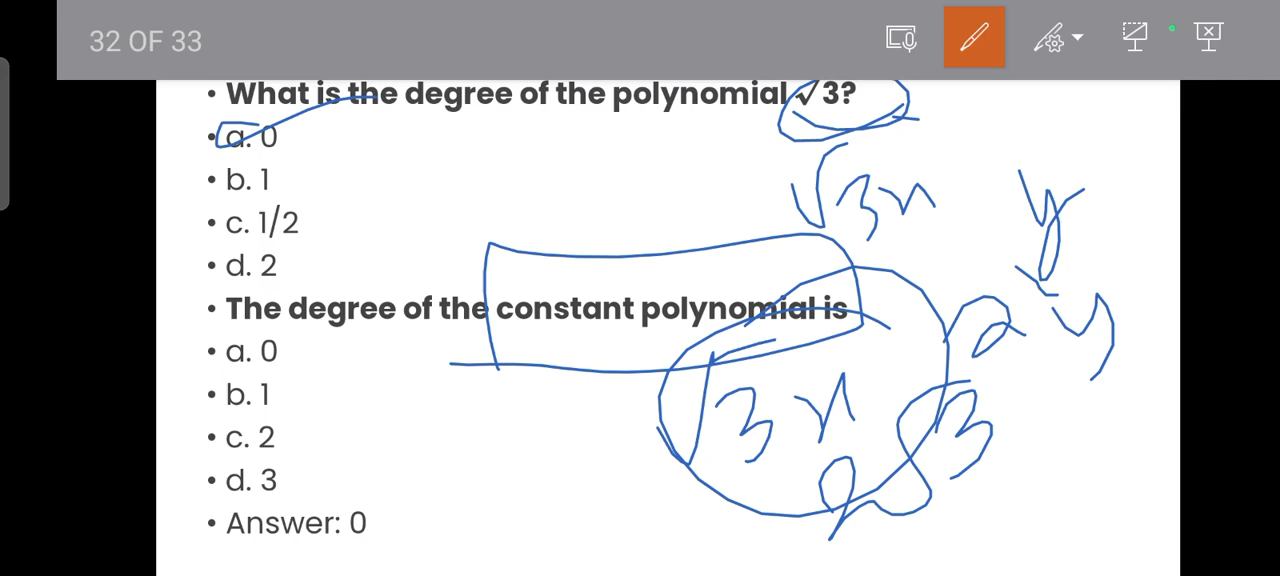 32 OF 33
• What is the degree of the polynomial √3?
• a. 0
• b. 1
• c. 1/2
• d. 2
• The degree of the constant polynomial is
• a. 0
• b. 1
• c. 2
• d. 3
• Answer: 0